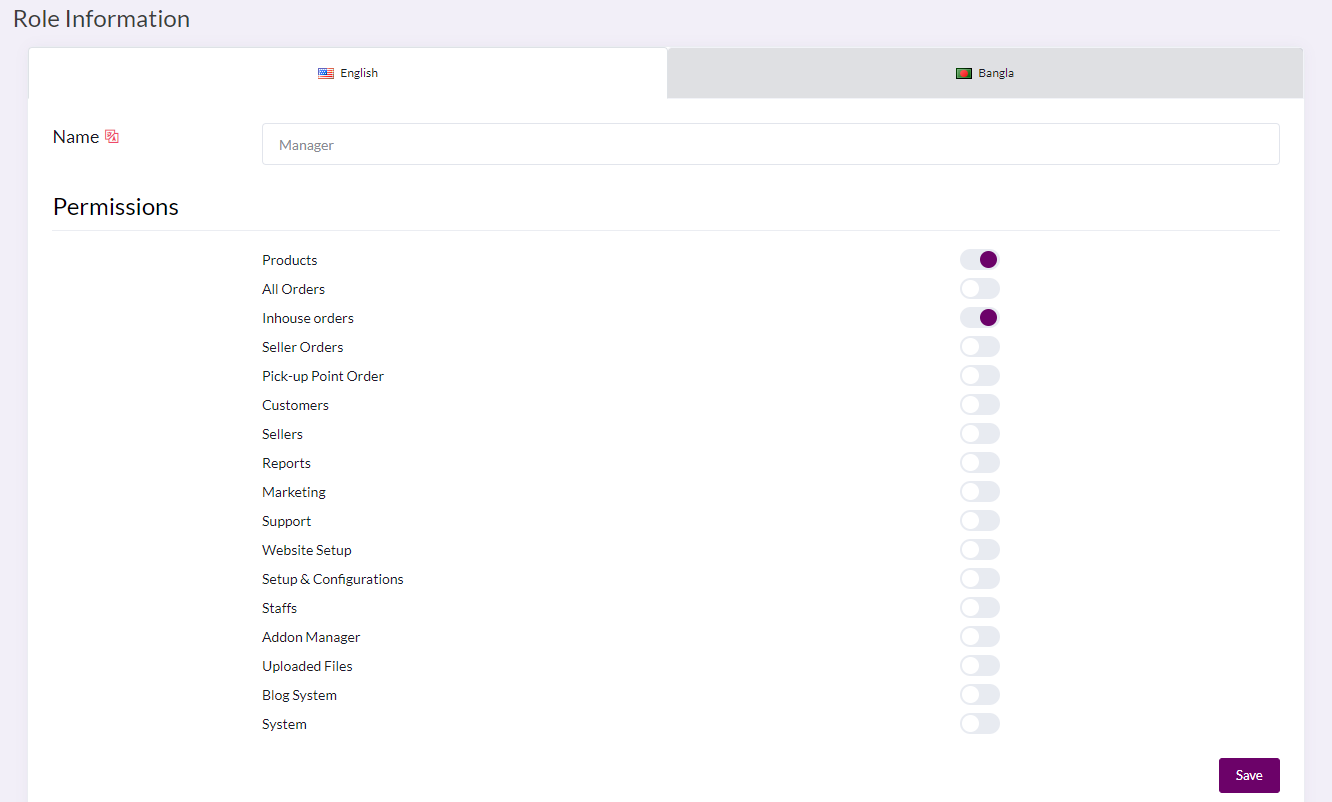 Role Information
English
Bangla
Name
Manager
Permissions
Products
All Orders
Inhouse orders
Seller Orders
Pick-up Point Order
Customers
Sellers
Reports
Marketing
Support
Website Setup
Setup & Configurations
Staffs
Addon Manager
Uploaded Files
Blog System
System
Save